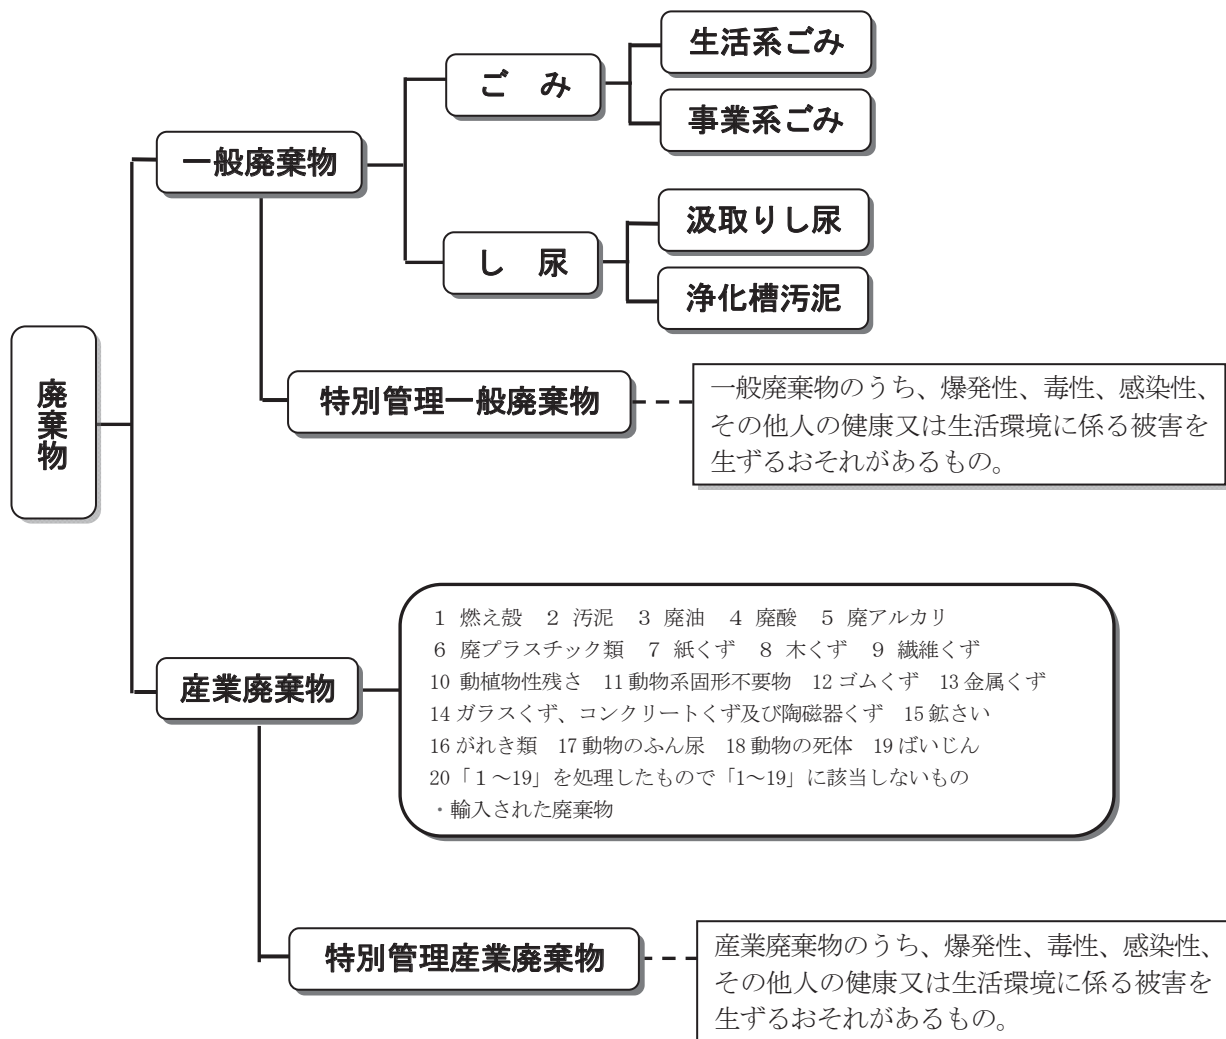 生活系ごみ
ご　み
事業系ごみ
一般廃棄物
汲取りし尿
し　尿
浄化槽汚泥
廃棄物
特別管理一般廃棄物
一般廃棄物のうち、爆発性、毒性、感染性、
その他人の健康又は生活環境に係る被害を
生ずるおそれがあるもの。
産業廃棄物
1 燃え殻　2 汚泥　3 廃油　4 廃酸　5 廃アルカリ
6 廃プラスチック類　7 紙くず　8 木くず　9 繊維くず
10 動植物性残さ　11 動物系固形不要物　12 ゴムくず　13 金属くず
14 ガラスくず、コンクリートくず及び陶磁器くず　15 鉱さい
16 がれき類　17 動物のふん尿　18 動物の死体　19 ばいじん
20「１～19」を処理したもので「1～19」に該当しないもの
・輸入された廃棄物
特別管理産業廃棄物
産業廃棄物のうち、爆発性、毒性、感染性、
その他人の健康又は生活環境に係る被害を
生ずるおそれがあるもの。